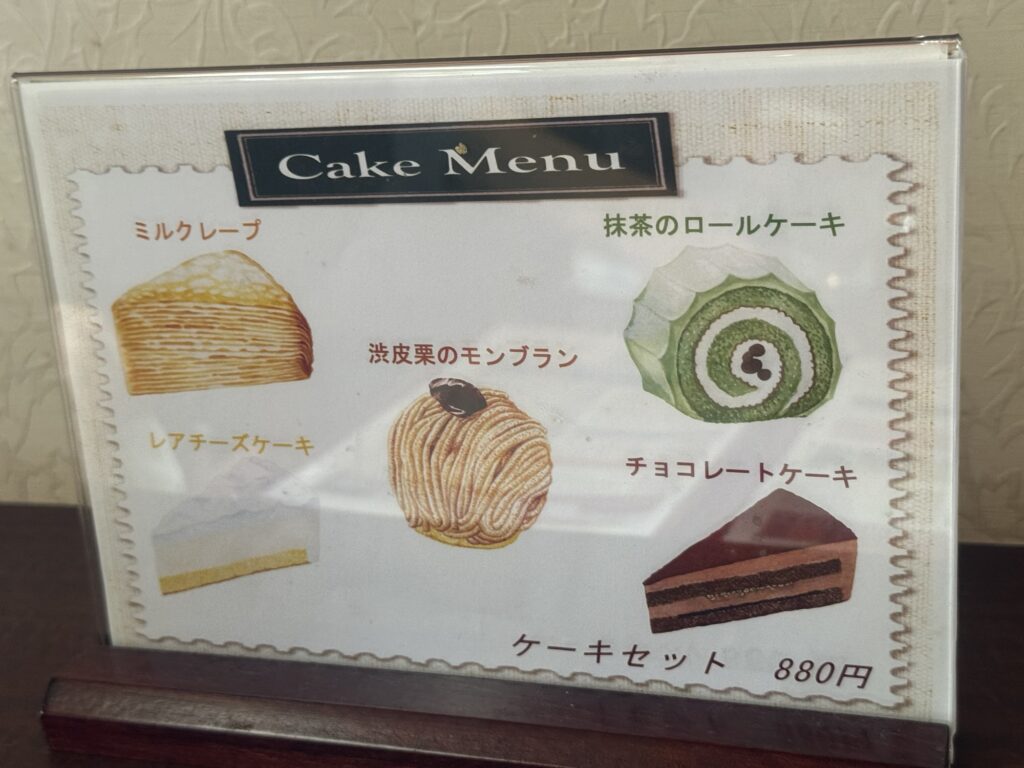 Cake Menu
ミルクレープ
抹茶のロールケーキ
渋皮栗のモンブラン
レアチーズケーキ
チョコレートケーキ
ケーキセット 880円